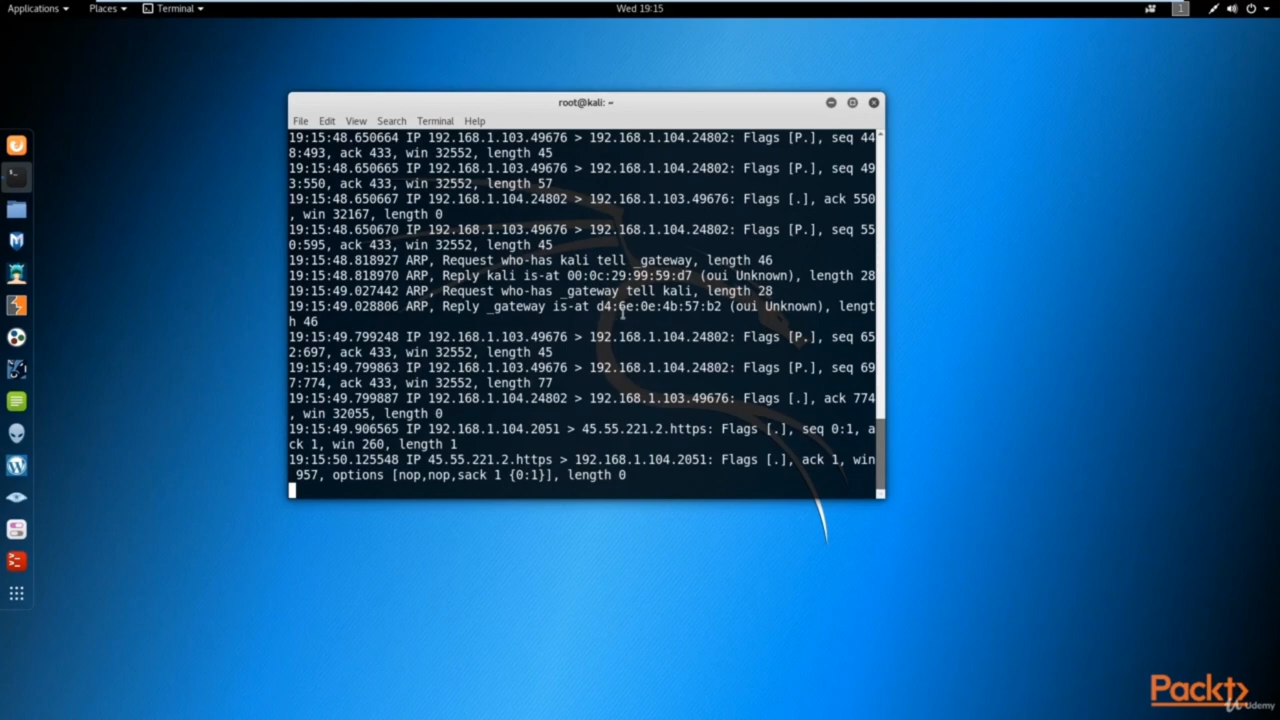 Applications Places Terminal Wed 19:15 1
root@kali: ~
File Edit View Search Terminal Help
19:15:48.650664 IP 192.168.1.103.49676 > 192.168.1.104.24802: Flags [P.], seq 44
8:493, ack 433, win 32552, length 45
19:15:48.650665 IP 192.168.1.103.49676 > 192.168.1.104.24802: Flags [P.], seq 49
3:550, ack 433, win 32552, length 57
19:15:48.650667 IP 192.168.1.104.24802 > 192.168.1.103.49676: Flags [.], ack 550
, win 32167, length 0
19:15:48.650670 IP 192.168.1.103.49676 > 192.168.1.104.24802: Flags [P.], seq 55
0:595, ack 433, win 32552, length 45
19:15:48.818927 ARP, Request who-has kali tell _gateway, length 46
19:15:48.818970 ARP, Reply kali is-at 00:0c:29:99:59:d7 (oui Unknown), length 28
19:15:49.027442 ARP, Request who-has _gateway tell kali, length 28
19:15:49.028806 ARP, Reply _gateway is-at d4:6e:0e:4b:57:b2 (oui Unknown), lengt
h 46
19:15:49.799248 IP 192.168.1.103.49676 > 192.168.1.104.24802: Flags [P.], seq 65
2:697, ack 433, win 32552, length 45
19:15:49.799863 IP 192.168.1.103.49676 > 192.168.1.104.24802: Flags [P.], seq 69
7:774, ack 433, win 32552, length 77
19:15:49.799887 IP 192.168.1.104.24802 > 192.168.1.103.49676: Flags [.], ack 774
, win 32055, length 0
19:15:49.906565 IP 192.168.1.104.2051 > 45.55.221.2.https: Flags [.], seq 0:1, a
ck 1, win 260, length 1
19:15:50.125548 IP 45.55.221.2.https > 192.168.1.104.2051: Flags [.], ack 1, win
957, options [nop,nop,sack 1 {0:1}], length 0
Packt>
Udemy